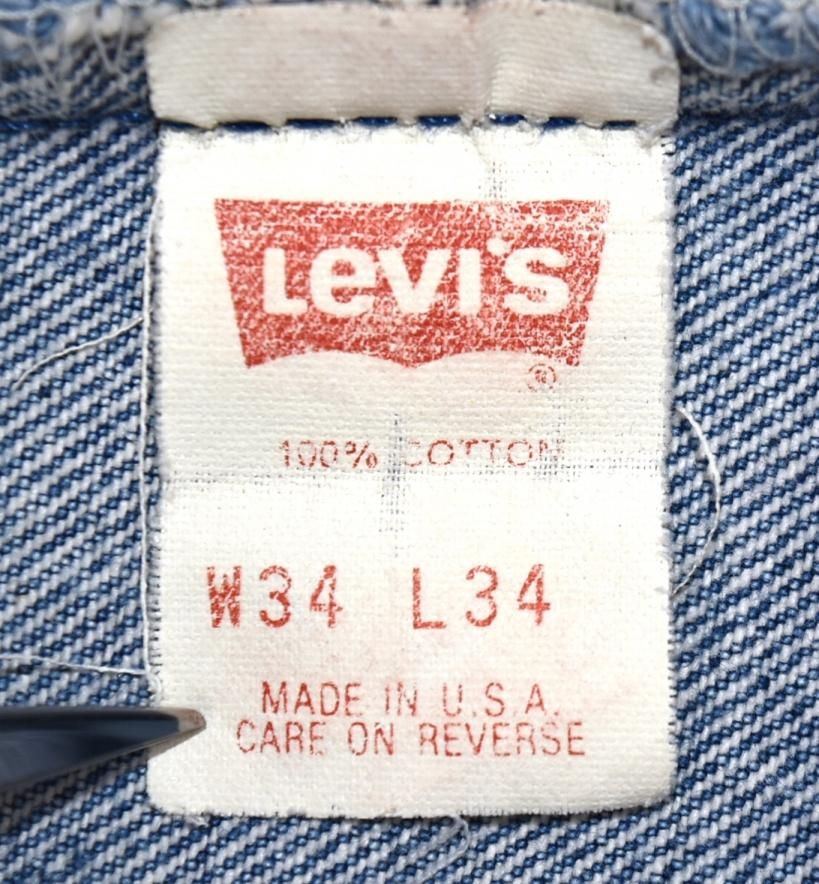 Levi's
®
100% COTTON
W34 L34
MADE IN U.S.A.
CARE ON REVERSE